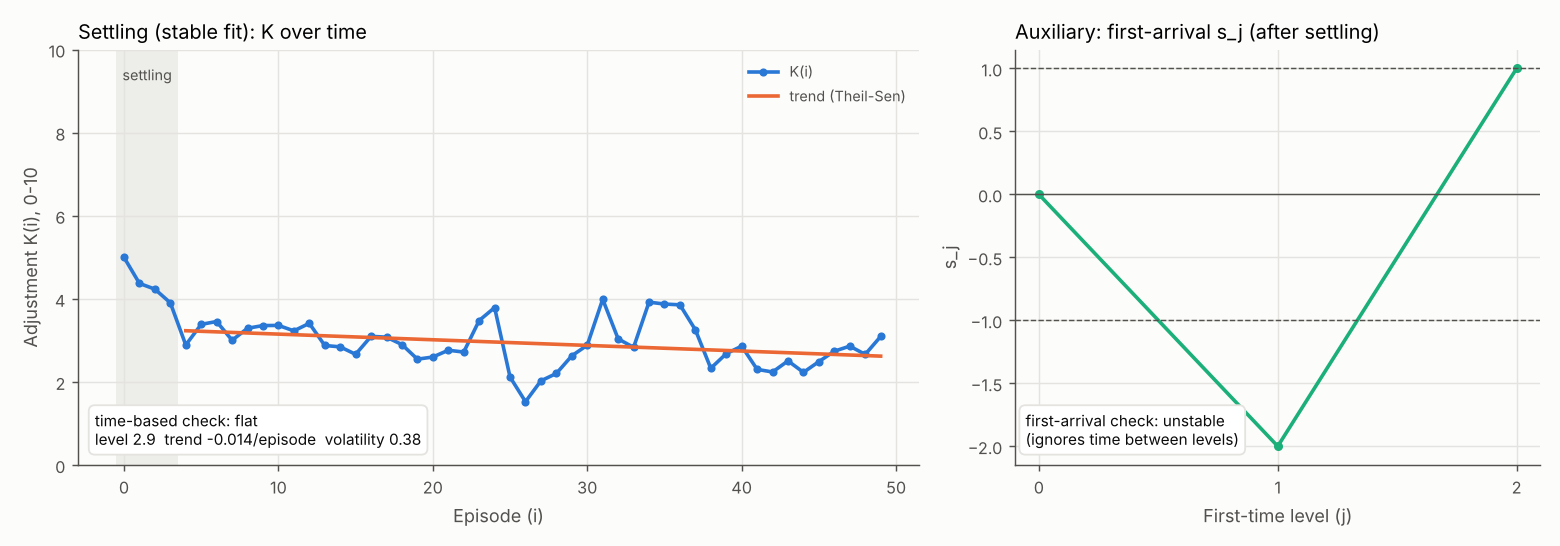 Settling (stable fit): K over time
Adjustment K(i), 0-10
10
8
6
4
2
0
settling
K(i)
trend (Theil-Sen)
time-based check: flat
level 2.9  trend -0.014/episode  volatility 0.38
0 10 20 30 40 50
Episode (i)
Auxiliary: first-arrival s_j (after settling)
s_j
1.0
0.5
0.0
−0.5
−1.0
−1.5
−2.0
first-arrival check: unstable
(ignores time between levels)
0 1 2
First-time level (j)